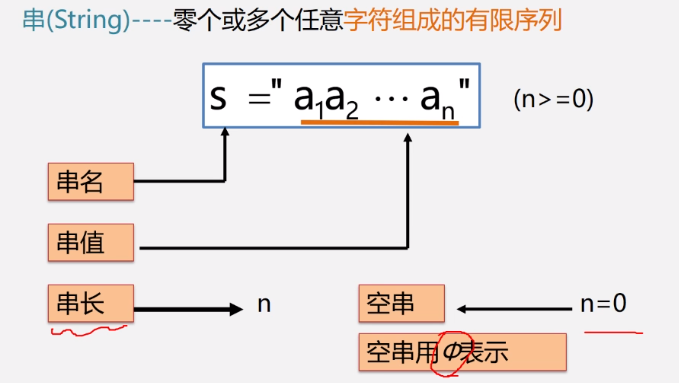 串(String)----零个或多个任意字符组成的有限序列
s ="a₁a₂ ⋯ aₙ" (n>=0)
串名
串值
串长 n 空串 n=0
空串用Φ表示